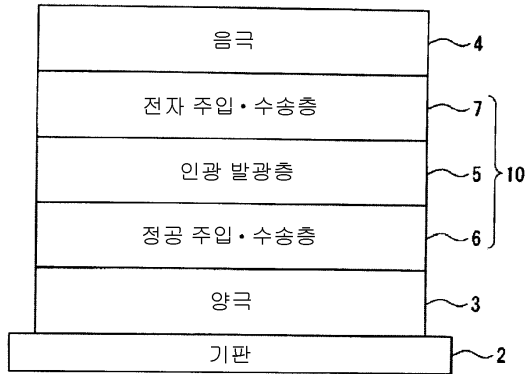 음극 4
전자 주입・수송층 7
인광 발광층 5 10
정공 주입・수송층 6
양극 3
기판 2